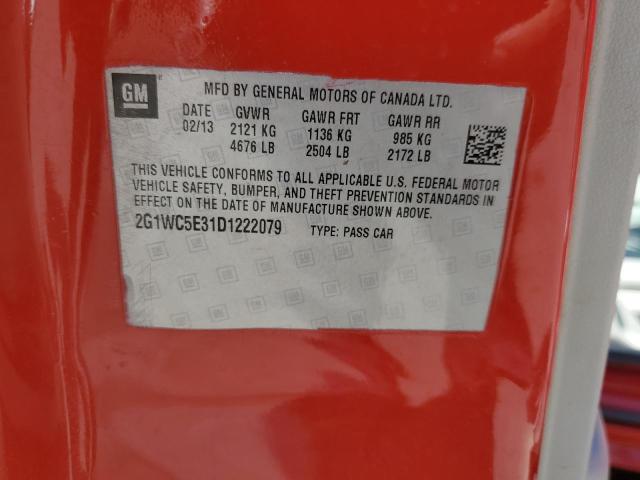 GM
MFD BY GENERAL MOTORS OF CANADA LTD.
DATE GVWR GAWR FRT GAWR RR
02/13 2121 KG 1136 KG 985 KG
4676 LB 2504 LB 2172 LB
THIS VEHICLE CONFORMS TO ALL APPLICABLE U.S. FEDERAL MOTOR
VEHICLE SAFETY, BUMPER, AND THEFT PREVENTION STANDARDS IN
EFFECT ON THE DATE OF MANUFACTURE SHOWN ABOVE.
2G1WC5E31D1222079 TYPE: PASS CAR